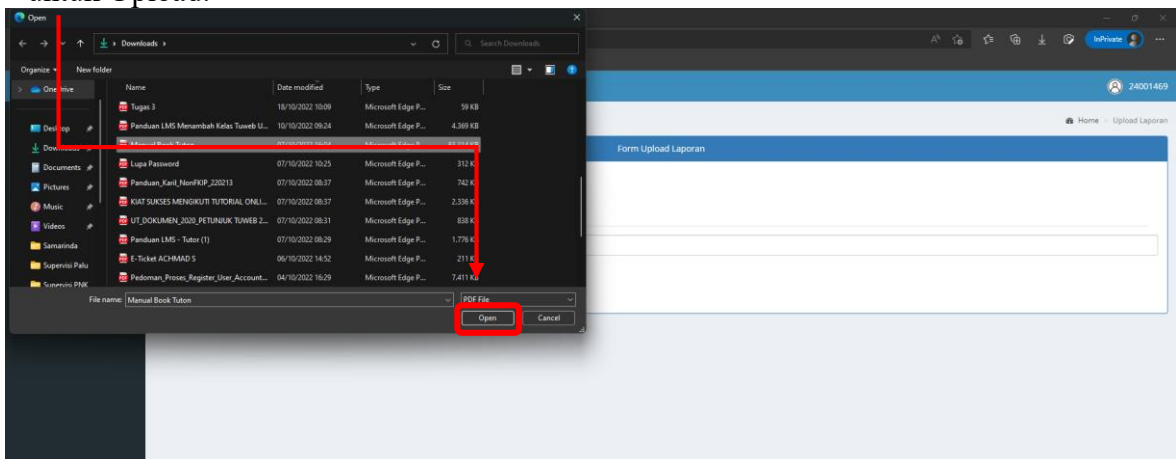 untuk Upload.
Open
Downloads
Search Downloads
InPrivate
Organize
New folder
OneDrive
Name
Date modified
Type
Size
24001469
Tugas 3
18/10/2022 10:09
Microsoft Edge P...
59 KB
Home
Upload Laporan
Desktop
Panduan LMS Menambah Kelas Tuweb U...
10/10/2022 09:24
Microsoft Edge P...
4.369 KB
Downloads
Manual Book Tuton
Form Upload Laporan
Documents
Lupa Password
07/10/2022 10:25
Microsoft Edge P...
312 K
Pictures
Panduan_Karil_NonFKIP_220213
07/10/2022 08:37
Microsoft Edge P...
742 K
Music
KIAT SUKSES MENGIKUTI TUTORIAL ONLI...
07/10/2022 08:37
Microsoft Edge P...
2.336 K
Videos
UT_DOKUMEN_2020_PETUNJUK TUWEB 2...
07/10/2022 08:31
Microsoft Edge P...
838 K
Samarinda
Panduan LMS - Tutor (1)
07/10/2022 08:29
Microsoft Edge P...
1.776 K
Supervisi Palu
E-Ticket ACHMAD S
06/10/2022 14:52
Microsoft Edge P...
211 K
Supervisi PNK
Pedoman_Proses_Register_User_Account...
04/10/2022 16:29
Microsoft Edge P...
7.411 KB
File name:
Manual Book Tuton
PDF File
Open
Cancel